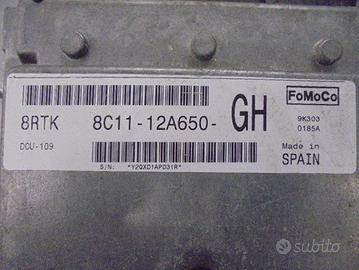 FoMoCo
8RTK 8C11-12A650- GH
9K303
0185A
DCU-109
Made in
SPAIN
S/N: *Y2QXD1APD31R*
subito